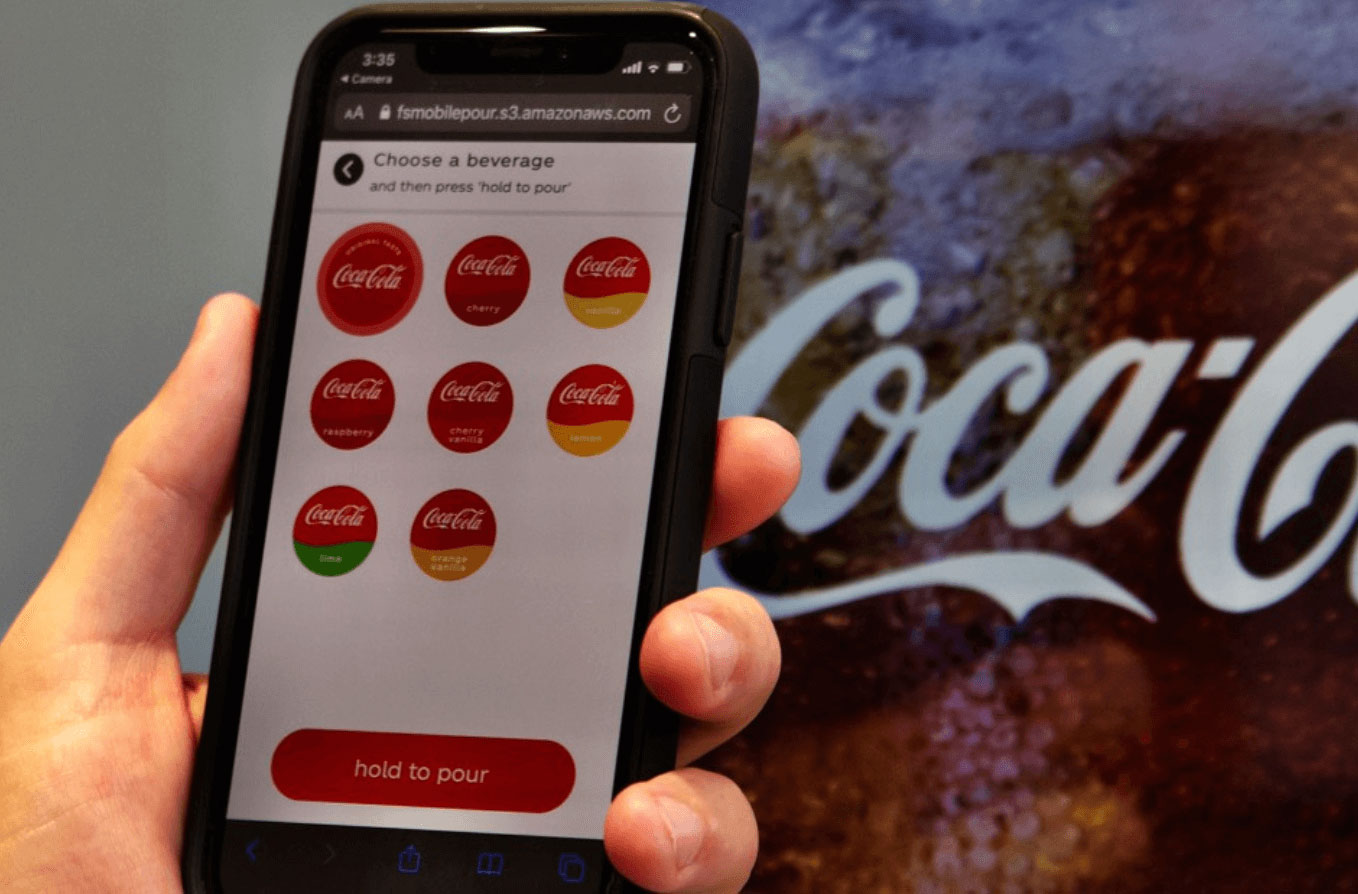 3:35
Camera
AA fsmobilepour.s3.amazonaws.com
Choose a beverage
and then press 'hold to pour'
ORIGINAL TASTE
Coca-Cola
Coca-Cola
cherry
Coca-Cola
vanilla
Coca-Cola
raspberry
Coca-Cola
cherry
vanilla
Coca-Cola
lemon
Coca-Cola
lime
Coca-Cola
orange
vanilla
hold to pour
Coca-C